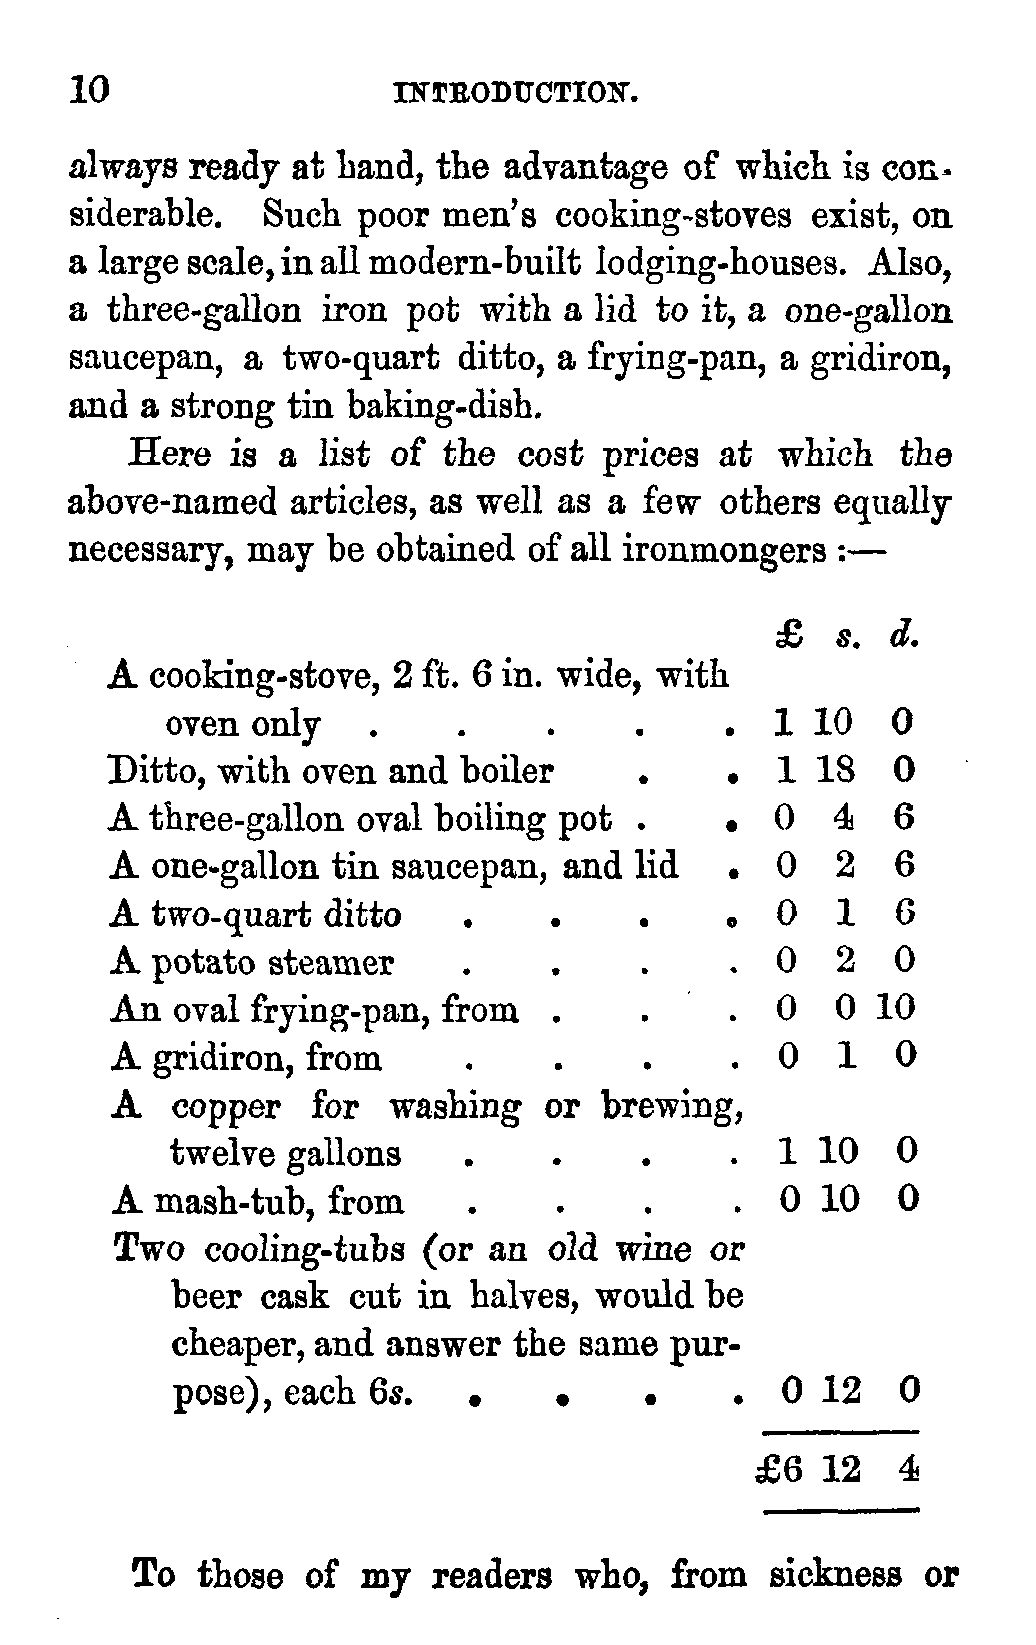 10 INTRODUCTION.
always ready at hand, the advantage of which is con-
siderable. Such poor men's cooking-stoves exist, on
a large scale, in all modern-built lodging-houses. Also,
a three-gallon iron pot with a lid to it, a one-gallon
saucepan, a two-quart ditto, a frying-pan, a gridiron,
and a strong tin baking-dish.
Here is a list of the cost prices at which the
above-named articles, as well as a few others equally
necessary, may be obtained of all ironmongers :—
£ s. d.
A cooking-stove, 2 ft. 6 in. wide, with
oven only . . . . . 1 10 0
Ditto, with oven and boiler . . 1 18 0
A three-gallon oval boiling pot . . 0 4 6
A one-gallon tin saucepan, and lid . 0 2 6
A two-quart ditto . . . . 0 1 6
A potato steamer . . . . 0 2 0
An oval frying-pan, from . . . 0 0 10
A gridiron, from . . . . 0 1 0
A copper for washing or brewing,
twelve gallons . . . . 1 10 0
A mash-tub, from . . . . 0 10 0
Two cooling-tubs (or an old wine or
beer cask cut in halves, would be
cheaper, and answer the same pur-
pose), each 6s. . . . . 0 12 0
£6 12 4
To those of my readers who, from sickness or